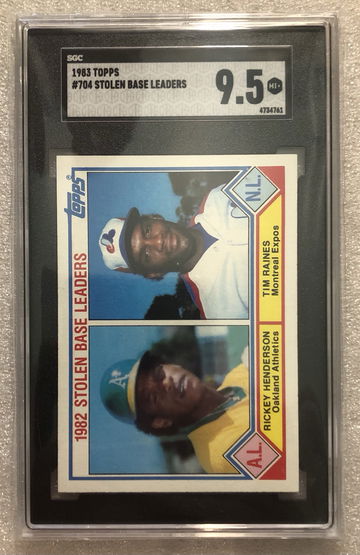 SGC
1983 TOPPS
#704 STOLEN BASE LEADERS
9.5
MT+
4734761
topps
1982 STOLEN BASE LEADERS
A's
A.L.
RICKEY HENDERSON
Oakland Athletics
N.L.
TIM RAINES
Montreal Expos